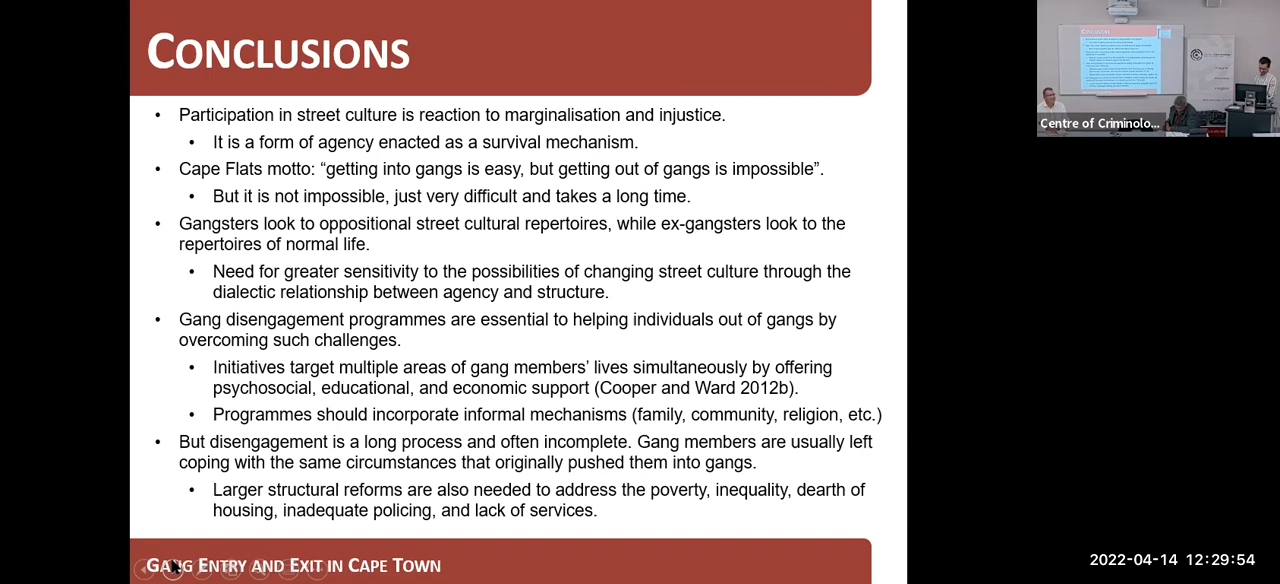 CONCLUSIONS
• Participation in street culture is reaction to marginalisation and injustice.
• It is a form of agency enacted as a survival mechanism.
• Cape Flats motto: “getting into gangs is easy, but getting out of gangs is impossible”.
• But it is not impossible, just very difficult and takes a long time.
• Gangsters look to oppositional street cultural repertoires, while ex-gangsters look to the
repertoires of normal life.
• Need for greater sensitivity to the possibilities of changing street culture through the
dialectic relationship between agency and structure.
• Gang disengagement programmes are essential to helping individuals out of gangs by
overcoming such challenges.
• Initiatives target multiple areas of gang members’ lives simultaneously by offering
psychosocial, educational, and economic support (Cooper and Ward 2012b).
• Programmes should incorporate informal mechanisms (family, community, religion, etc.)
• But disengagement is a long process and often incomplete. Gang members are usually left
coping with the same circumstances that originally pushed them into gangs.
• Larger structural reforms are also needed to address the poverty, inequality, dearth of
housing, inadequate policing, and lack of services.
GANG ENTRY AND EXIT IN CAPE TOWN
CONCLUSIONS
Centre of Criminolo...
2022-04-14 12:29:54